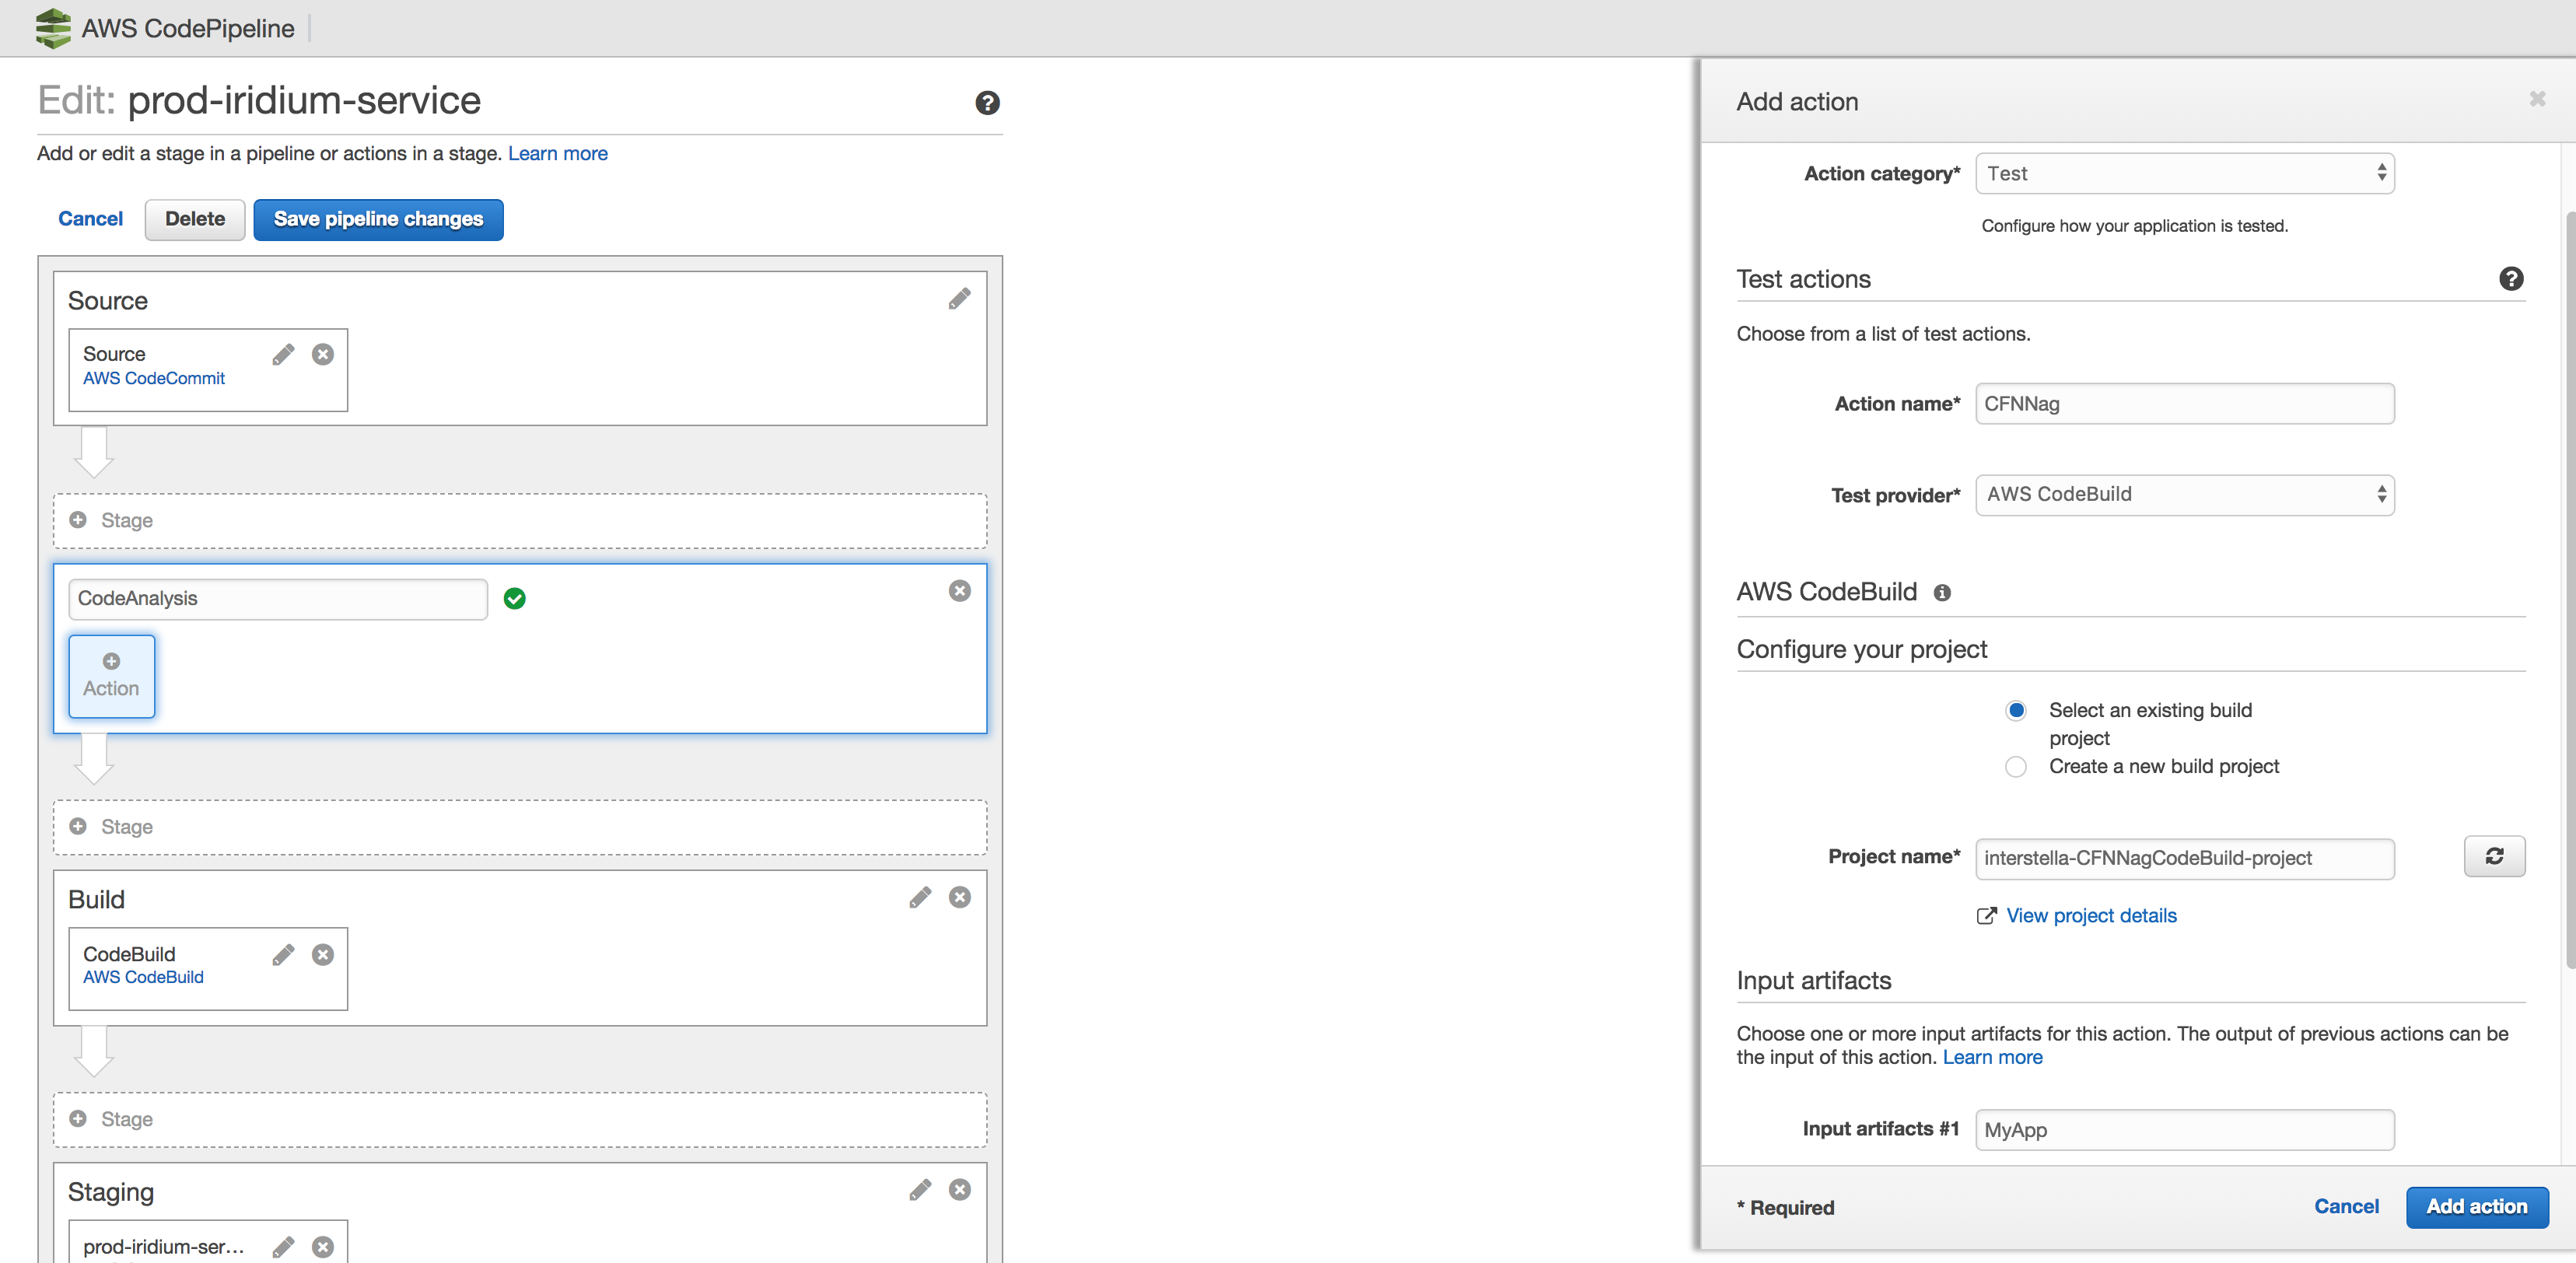 AWS CodePipeline
Edit: prod-iridium-service
Add or edit a stage in a pipeline or actions in a stage. Learn more
Cancel
Delete
Save pipeline changes
Source
Source
AWS CodeCommit
Stage
CodeAnalysis
Action
Stage
Build
CodeBuild
AWS CodeBuild
Stage
Staging
prod-iridium-ser...
Add action
Action category*
Test
Configure how your application is tested.
Test actions
Choose from a list of test actions.
Action name*
CFNNag
Test provider*
AWS CodeBuild
AWS CodeBuild
Configure your project
Select an existing build
project
Create a new build project
Project name*
interstella-CFNNagCodeBuild-project
View project details
Input artifacts
Choose one or more input artifacts for this action. The output of previous actions can be
the input of this action. Learn more
Input artifacts #1
MyApp
* Required
Cancel
Add action